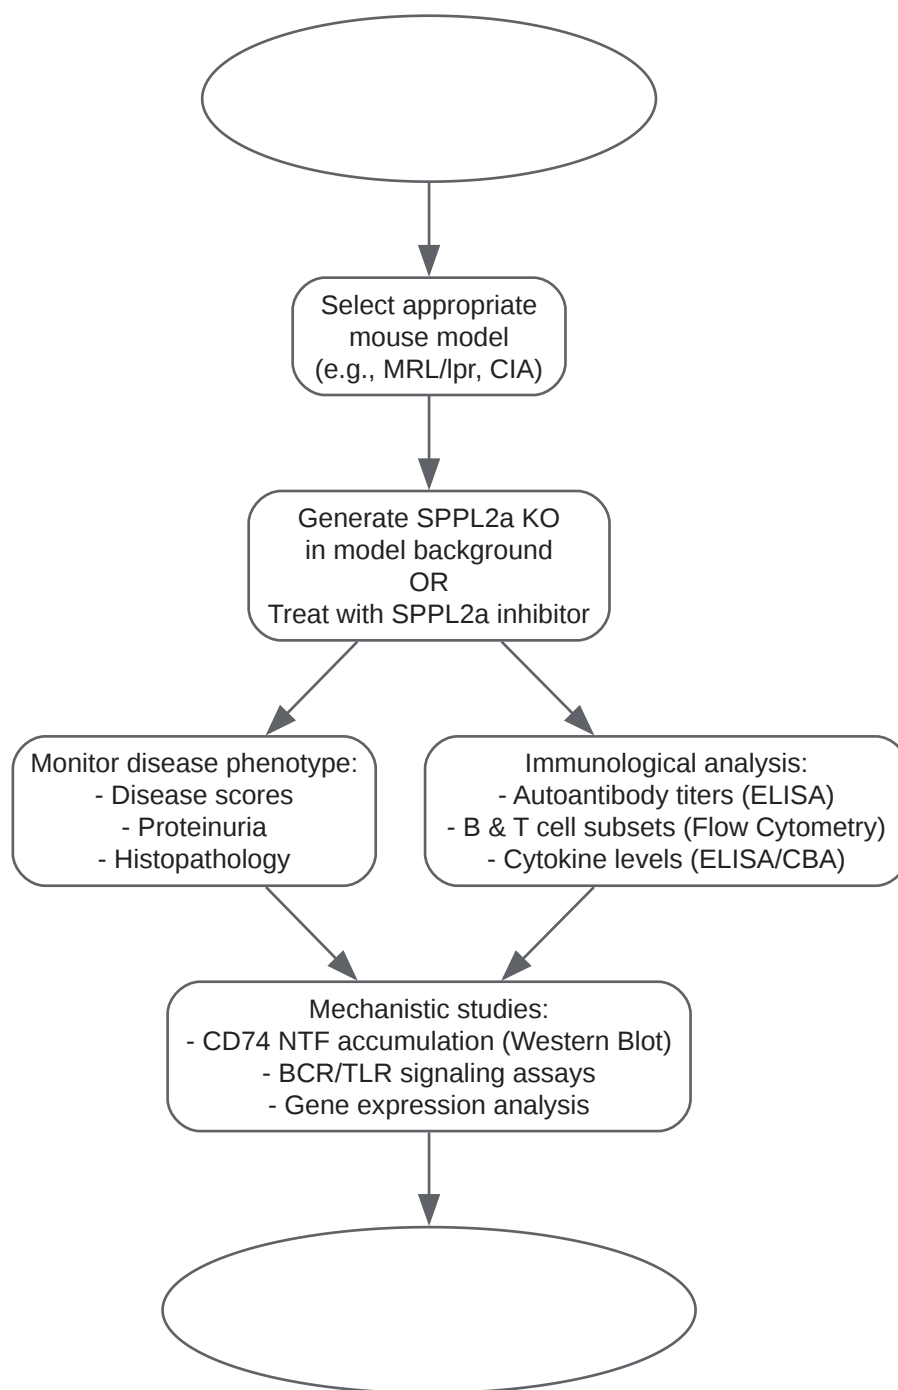 Select appropriate
mouse model
(e.g., MRL/lpr, CIA)
Generate SPPL2a KO
in model background
OR
Treat with SPPL2a inhibitor
Monitor disease phenotype:
- Disease scores
- Proteinuria
- Histopathology
Immunological analysis:
- Autoantibody titers (ELISA)
- B & T cell subsets (Flow Cytometry)
- Cytokine levels (ELISA/CBA)
Mechanistic studies:
- CD74 NTF accumulation (Western Blot)
- BCR/TLR signaling assays
- Gene expression analysis